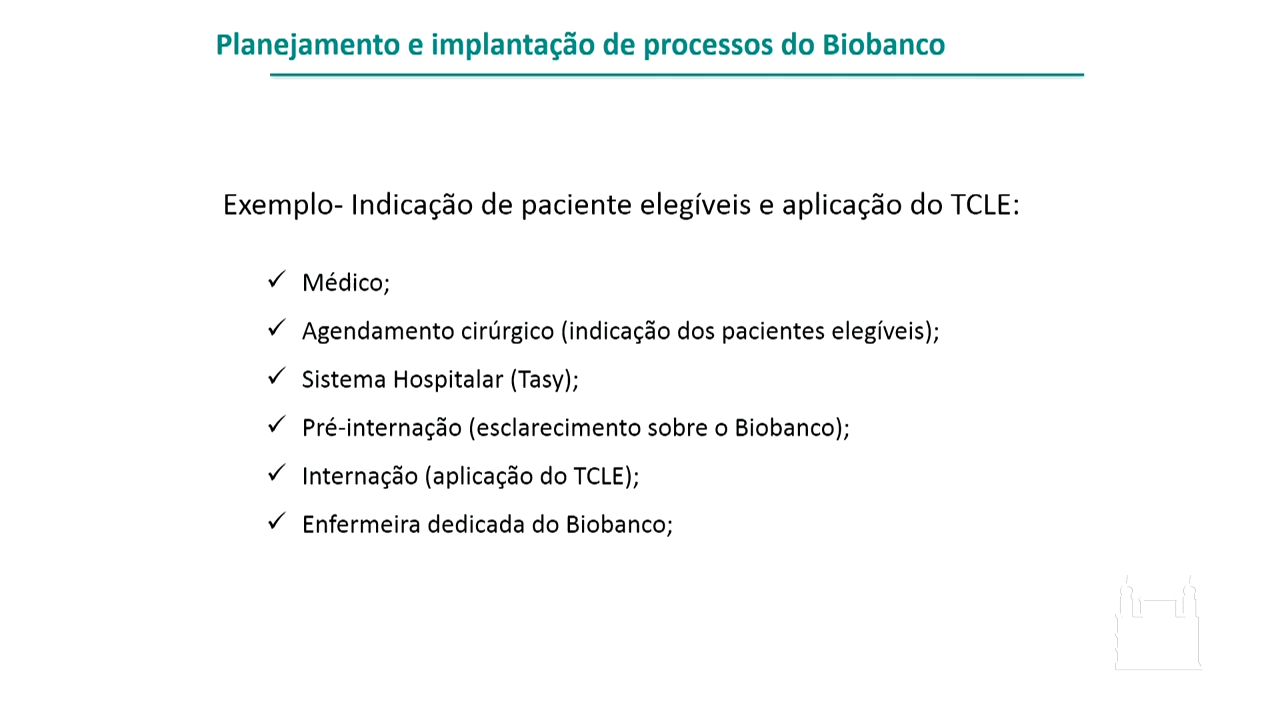 Planejamento e implantação de processos do Biobanco
Exemplo- Indicação de paciente elegíveis e aplicação do TCLE:
✓ Médico;
✓ Agendamento cirúrgico (indicação dos pacientes elegíveis);
✓ Sistema Hospitalar (Tasy);
✓ Pré-internação (esclarecimento sobre o Biobanco);
✓ Internação (aplicação do TCLE);
✓ Enfermeira dedicada do Biobanco;